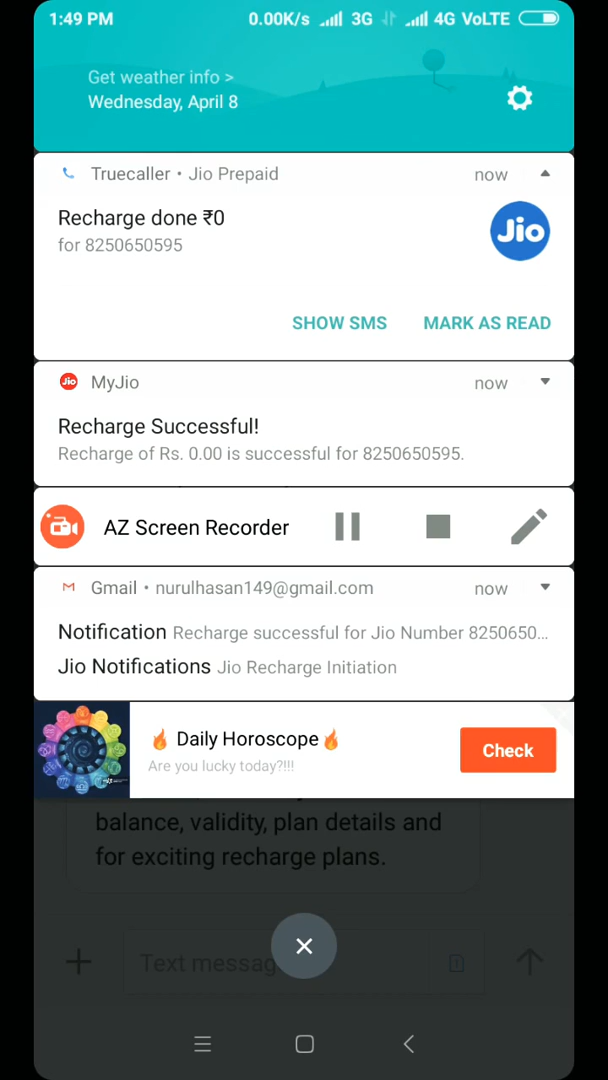 1:49 PM 0.00K/s 3G 4G VoLTE
Get weather info >
Wednesday, April 8
Truecaller • Jio Prepaid now
Recharge done ₹0
for 8250650595
Jio
SHOW SMS MARK AS READ
Jio MyJio now
Recharge Successful!
Recharge of Rs. 0.00 is successful for 8250650595.
AZ Screen Recorder
Gmail • nurulhasan149@gmail.com now
Notification Recharge successful for Jio Number 8250650...
Jio Notifications Jio Recharge Initiation
🔥 Daily Horoscope🔥
Check
Are you lucky today?!!!
balance, validity, plan details and
for exciting recharge plans.
Text messag